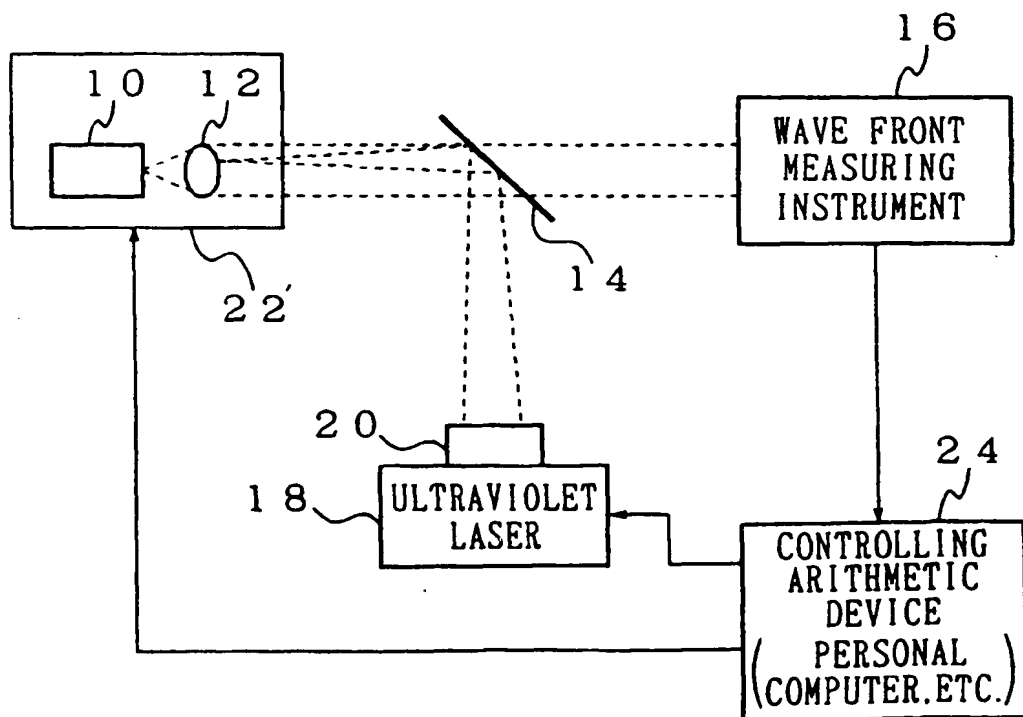 10
12
16
WAVE FRONT
MEASURING
INSTRUMENT
14
22'
20
18
ULTRAVIOLET
LASER
24
CONTROLLING
ARITHMETIC
DEVICE
(PERSONAL
COMPUTER,ETC.)